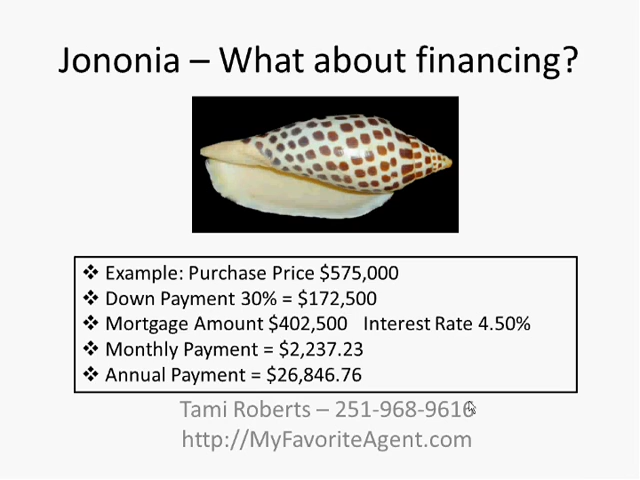 Jononia – What about financing?
❖ Example: Purchase Price $575,000
❖ Down Payment 30% = $172,500
❖ Mortgage Amount $402,500 Interest Rate 4.50%
❖ Monthly Payment = $2,237.23
❖ Annual Payment = $26,846.76
Tami Roberts – 251-968-9616
http://MyFavoriteAgent.com